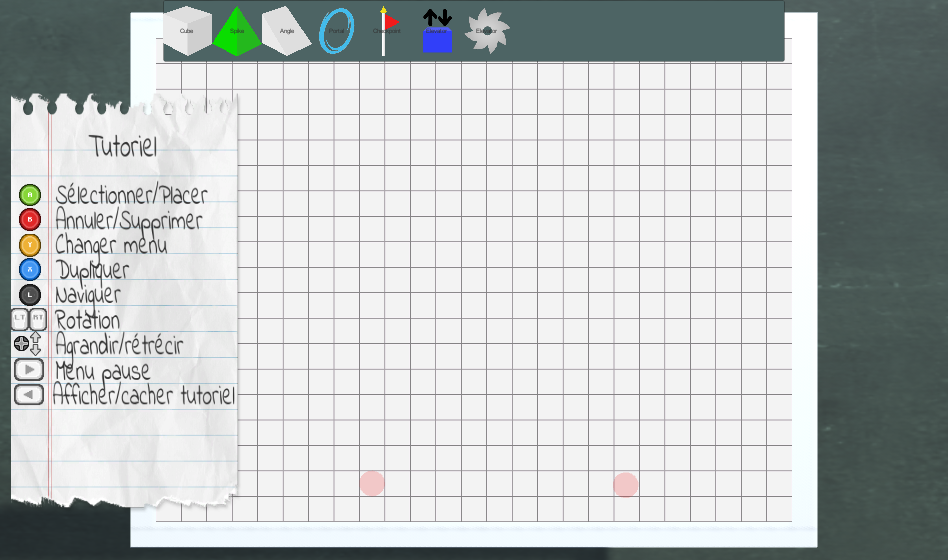 Cube Spike Angle Portal Checkpoint Elevator Elevator
Tutoriel
A Sélectionner/Placer
B Annuler/Supprimer
Y Changer menu
X Dupliquer
L Naviguer
LT RT Rotation
Agrandir/rétrécir
Menu pause
Afficher/cacher tutoriel